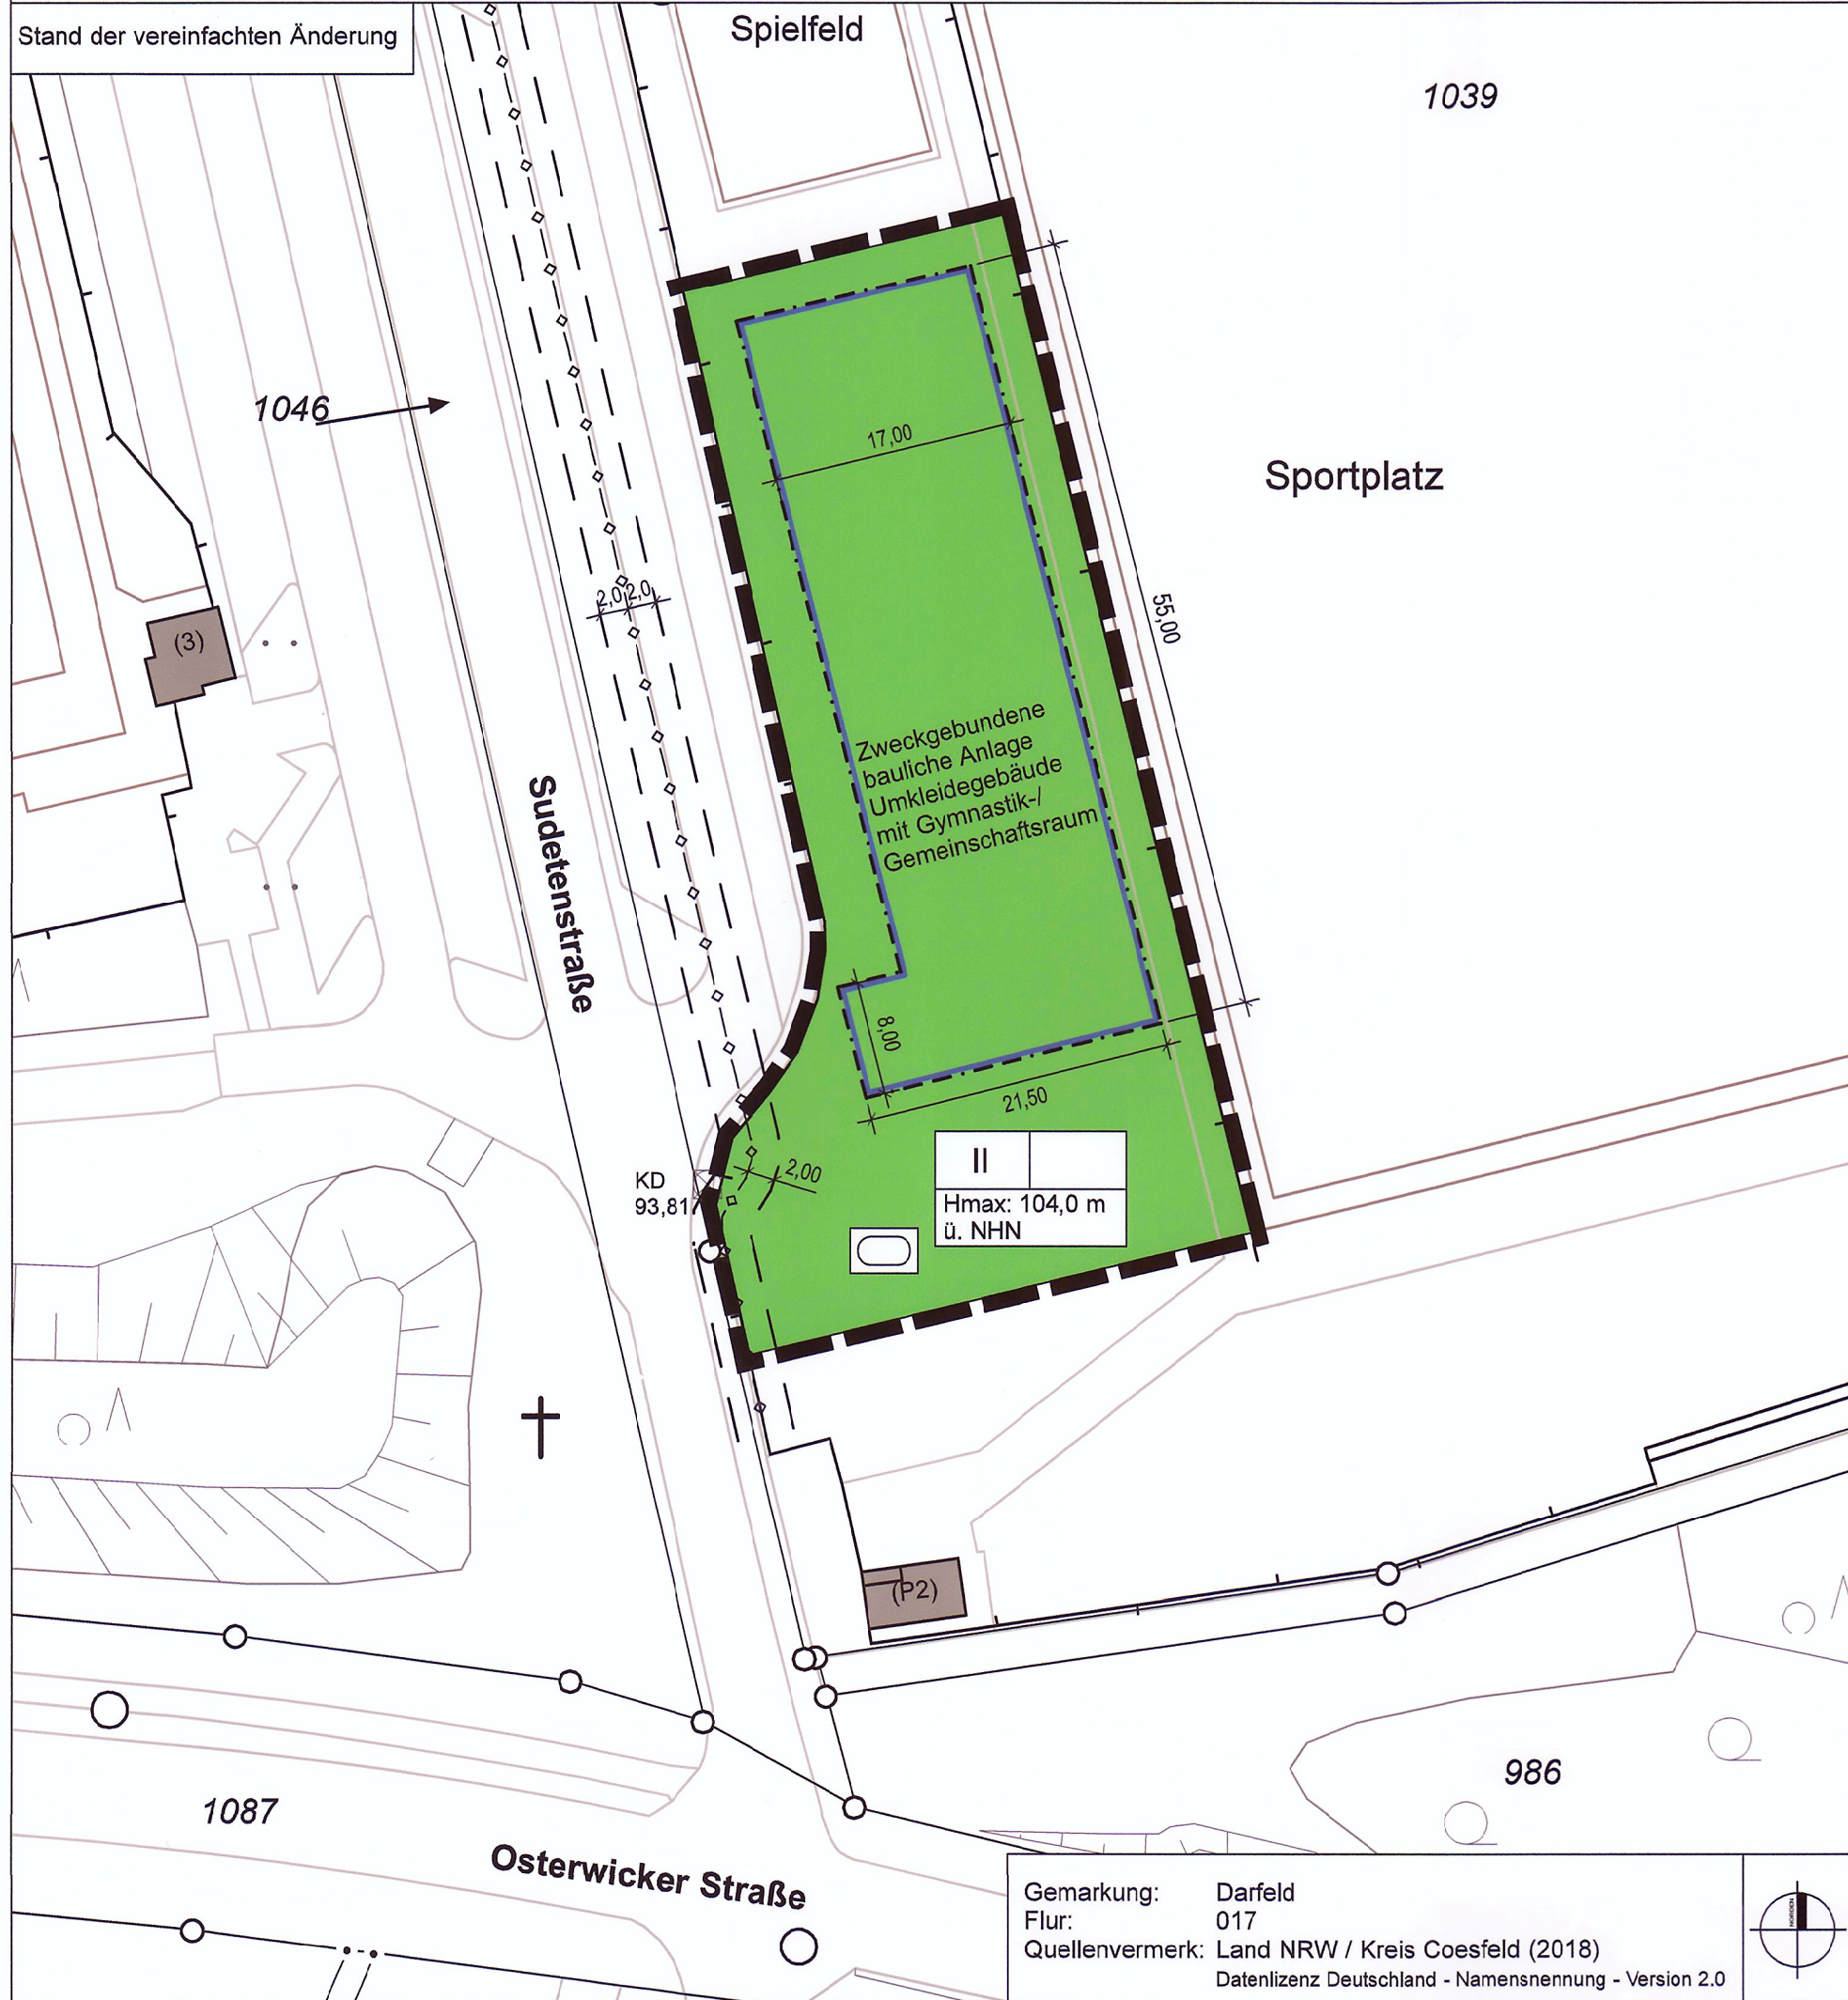 Stand der vereinfachten Änderung
Spielfeld
1039
1046
17,00
Sportplatz
2,0
2,0
55,00
(3)
Zweckgebundene
bauliche Anlage
Umkleidegebäude
mit Gymnastik-/
Gemeinschaftsraum
Sudetenstraße
8,00
21,50
KD
93,81
2,00
II
Hmax: 104,0 m
ü. NHN
(P2)
986
1087
Osterwicker Straße
Gemarkung: Darfeld
Flur: 017
Quellenvermerk: Land NRW / Kreis Coesfeld (2018)
Datenlizenz Deutschland - Namensnennung - Version 2.0
NORDEN